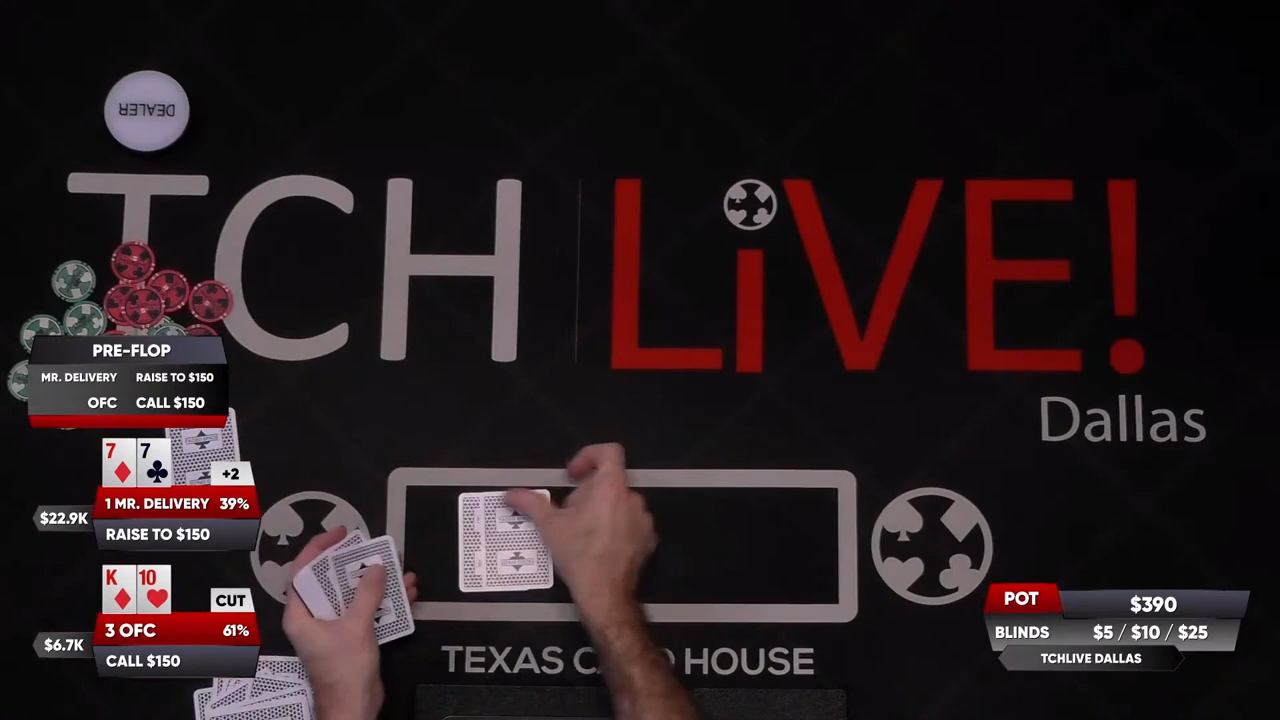 DEALER
TCH LiVE!
Dallas
PRE-FLOP
MR. DELIVERY RAISE TO $150
OFC CALL $150
7 7 +2
1 MR. DELIVERY 39%
$22.9K
RAISE TO $150
K 10 CUT
3 OFC 61%
$6.7K
CALL $150
POT $390
BLINDS $5 / $10 / $25
TCHLIVE DALLAS
TEXAS HOUSE